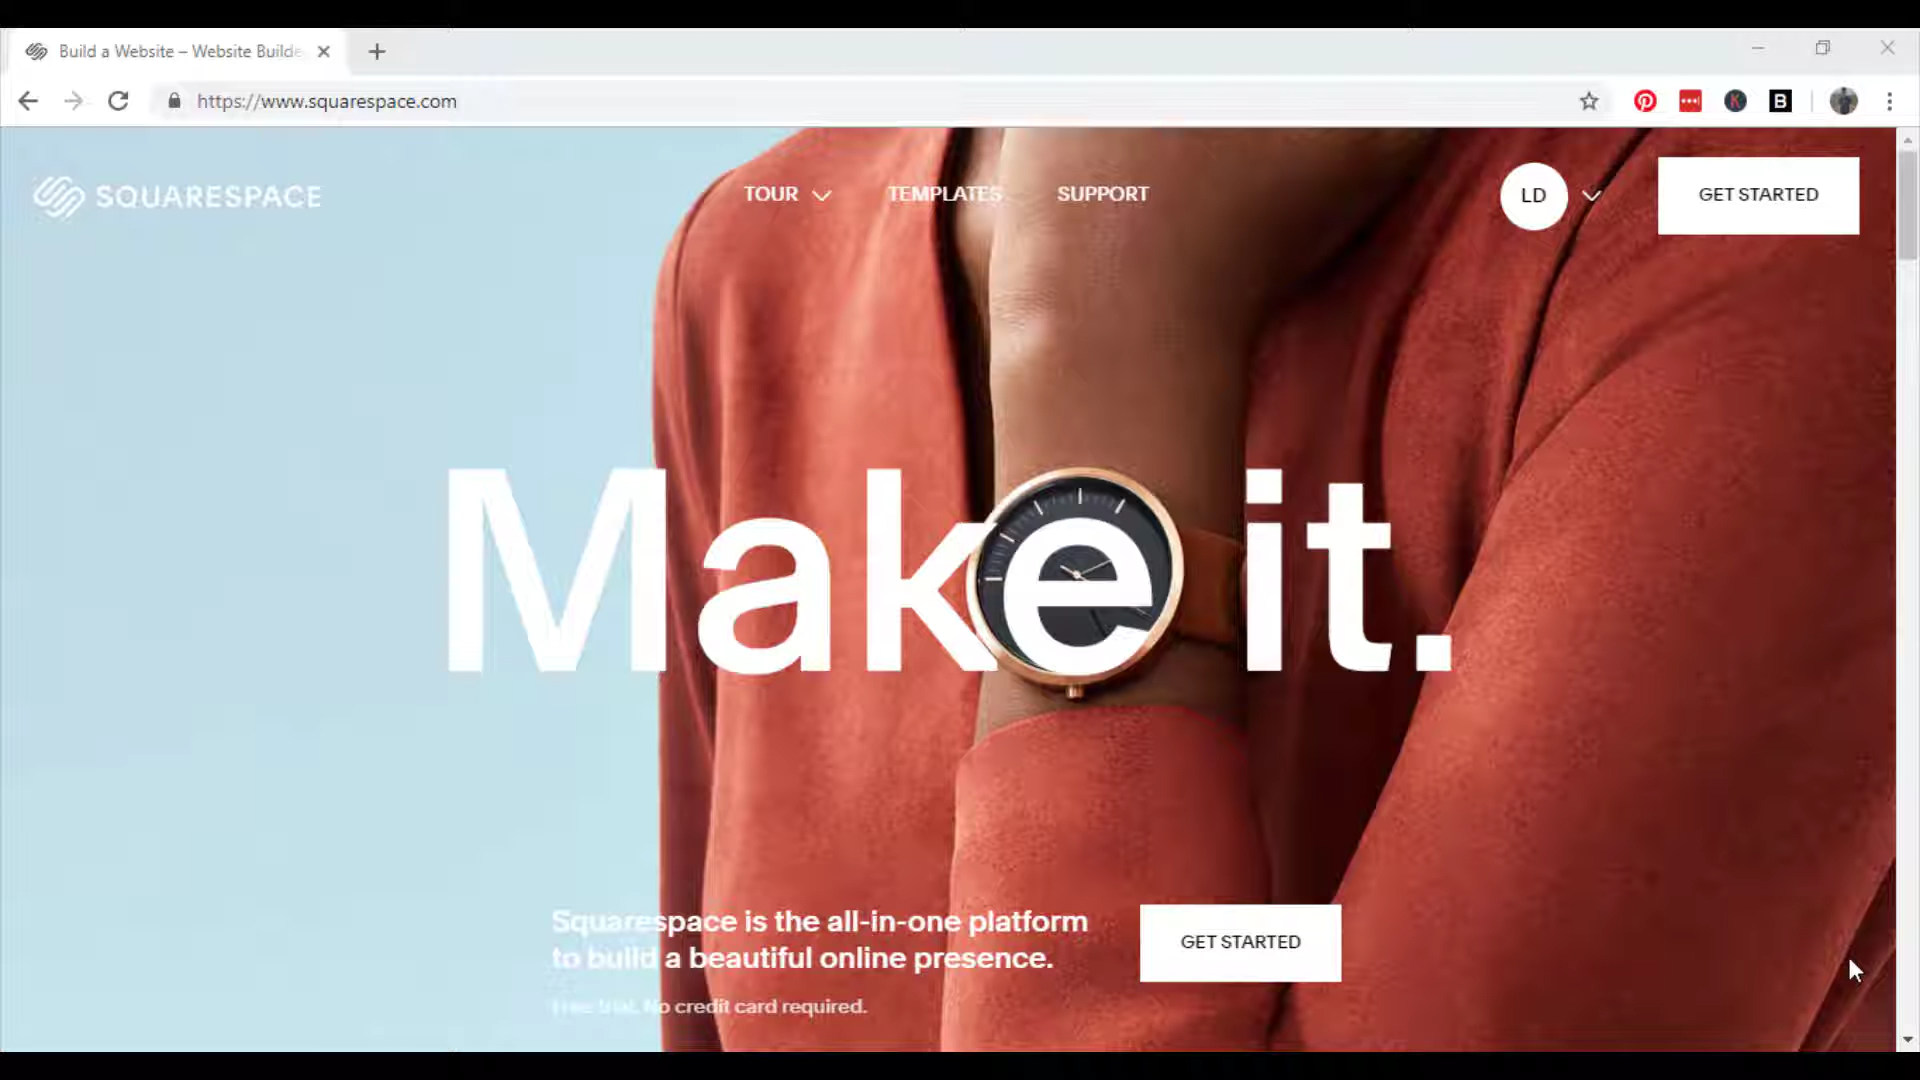 Build a Website – Website Builde
https://www.squarespace.com
B
SQUARESPACE
TOUR
TEMPLATES
SUPPORT
LD
GET STARTED
Make it.
Squarespace is the all-in-one platform
to build a beautiful online presence.
GET STARTED
Free trial. No credit card required.